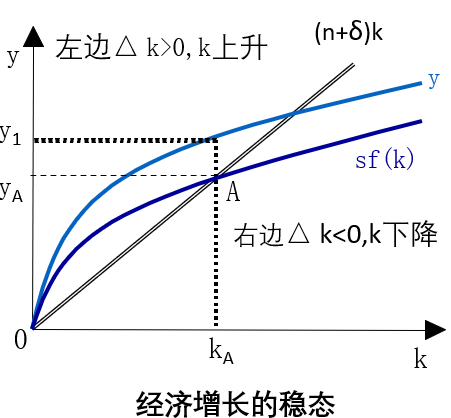 (n+δ)k
左边△ k>0,k上升
y
y
y1
sf(k)
yA
A
右边△ k<0,k下降
0
kA
k
经济增长的稳态